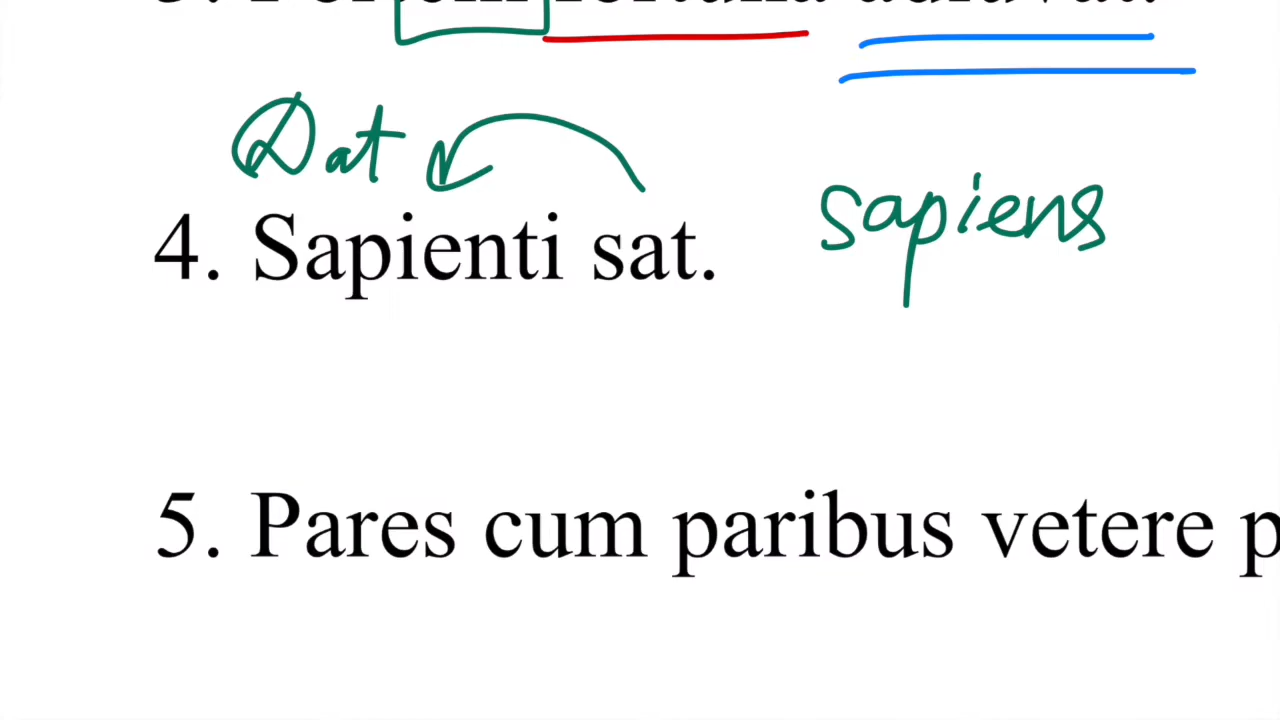 Dat
4. Sapienti sat. sapiens
5. Pares cum paribus vetere